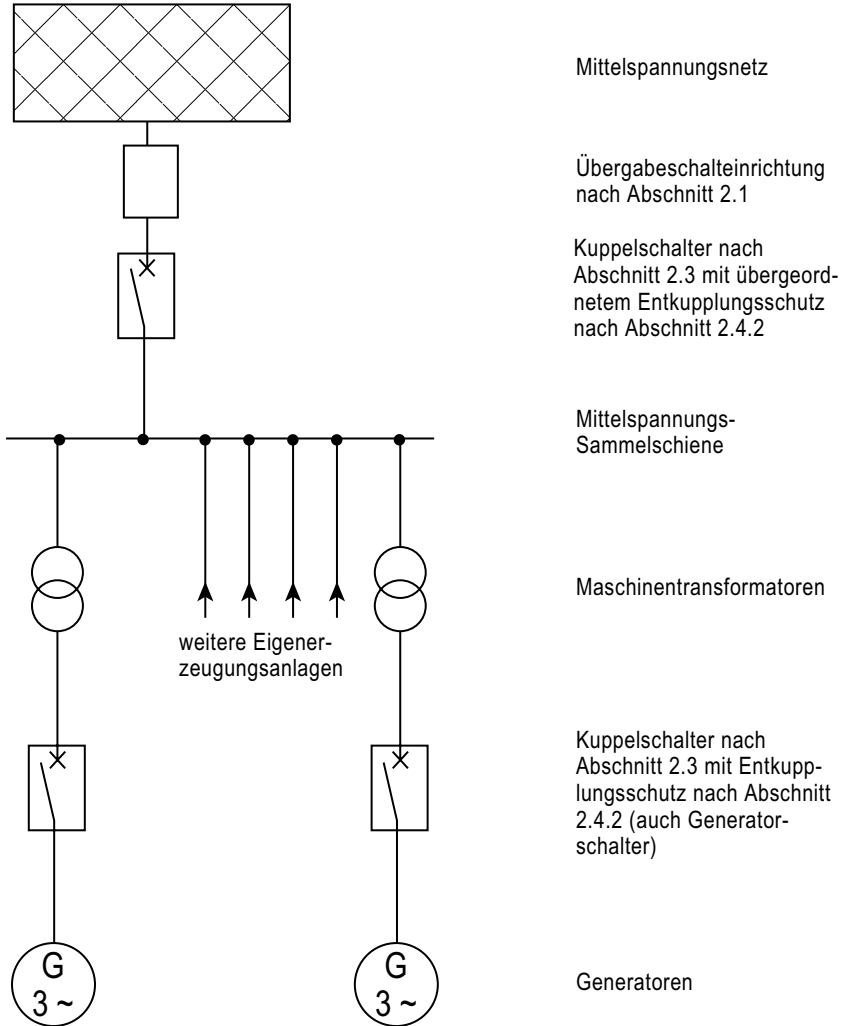 Mittelspannungsnetz
Übergabeschalteinrichtung
nach Abschnitt 2.1
Kuppelschalter nach
Abschnitt 2.3 mit übergeord-
netem Entkupplungsschutz
nach Abschnitt 2.4.2
Mittelspannungs-
Sammelschiene
Maschinentransformatoren
weitere Eigener-
zeugungsanlagen
Kuppelschalter nach
Abschnitt 2.3 mit Entkupp-
lungsschutz nach Abschnitt
2.4.2 (auch Generator-
schalter)
G
3 ~
G
3 ~
Generatoren